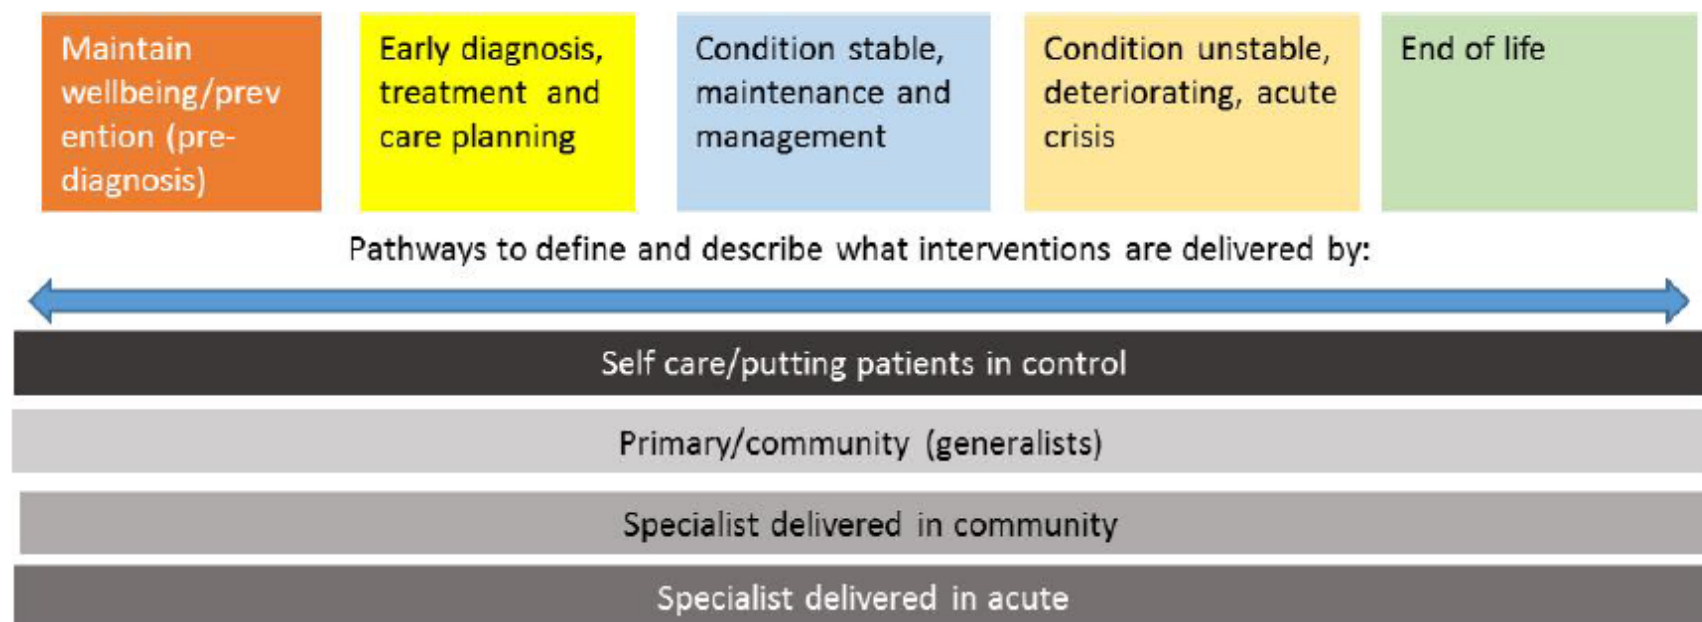 Maintain
wellbeing/prev
ention (pre-
diagnosis)
Early diagnosis,
treatment and
care planning
Condition stable,
maintenance and
management
Condition unstable,
deteriorating, acute
crisis
End of life
Pathways to define and describe what interventions are delivered by:
Self care/putting patients in control
Primary/community (generalists)
Specialist delivered in community
Specialist delivered in acute